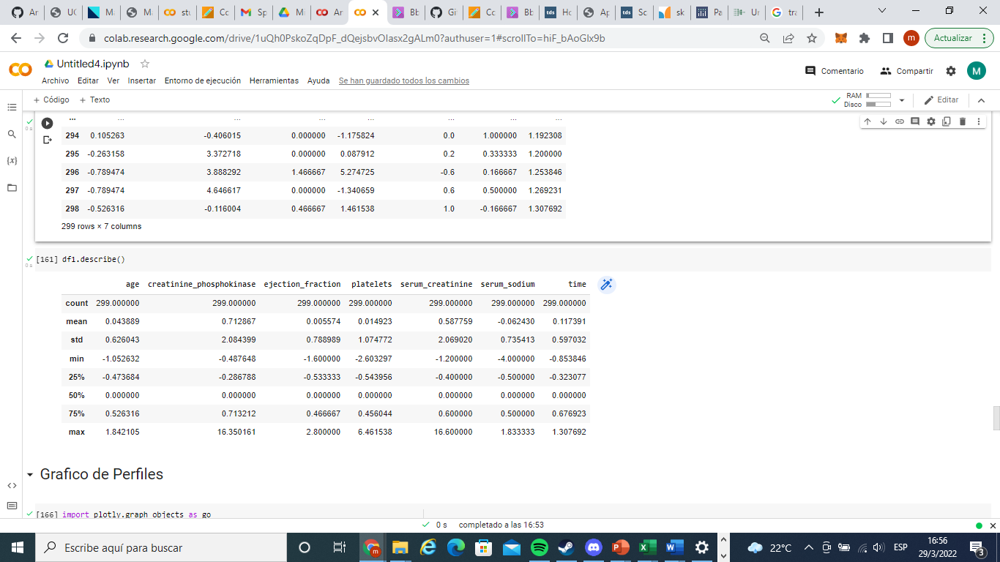 Ar UC Ma Ma stu Cc M Sp Mi Ar Bb Gi Cc Bb tds Ho Ap tds Sc sk Pa Ur tra
colab.research.google.com/drive/1uQh0PskoZqDpF_dQejsbvOIasx2gALm0?authuser=1#scrollTo=hiF_bAoGlx9b m Actualizar
Untitled4.ipynb
Archivo Editar Ver Insertar Entorno de ejecución Herramientas Ayuda Se han guardado todos los cambios Comentario Compartir M
+ Código + Texto RAM Disco Editar
... ... ... ... ... ... ... ...
0 s
294 0.105263 -0.406015 0.000000 -1.175824 0.0 1.000000 1.192308
295 -0.263158 3.372718 0.000000 0.087912 0.2 0.333333 1.200000
296 -0.789474 3.888292 1.466667 5.274725 -0.6 0.166667 1.253846
297 -0.789474 4.646617 0.000000 -1.340659 0.6 0.500000 1.269231
298 -0.526316 -0.116004 0.466667 1.461538 1.0 -0.166667 1.307692
299 rows × 7 columns
[161] df1.describe()
0 s
age creatinine_phosphokinase ejection_fraction platelets serum_creatinine serum_sodium time
count 299.000000 299.000000 299.000000 299.000000 299.000000 299.000000 299.000000
mean 0.043889 0.712867 0.005574 0.014923 0.587759 -0.062430 0.117391
std 0.626043 2.084399 0.788989 1.074772 2.069020 0.735413 0.597032
min -1.052632 -0.487648 -1.600000 -2.603297 -1.200000 -4.000000 -0.853846
25% -0.473684 -0.286788 -0.533333 -0.543956 -0.400000 -0.500000 -0.323077
50% 0.000000 0.000000 0.000000 0.000000 0.000000 0.000000 0.000000
75% 0.526316 0.713212 0.466667 0.456044 0.600000 0.500000 0.676923
max 1.842105 16.350161 2.800000 6.461538 16.600000 1.833333 1.307692
Grafico de Perfiles
[166] import plotly.graph_objects as go
0 s completado a las 16:53
Escribe aquí para buscar 22°C ESP 16:56
29/3/2022 3